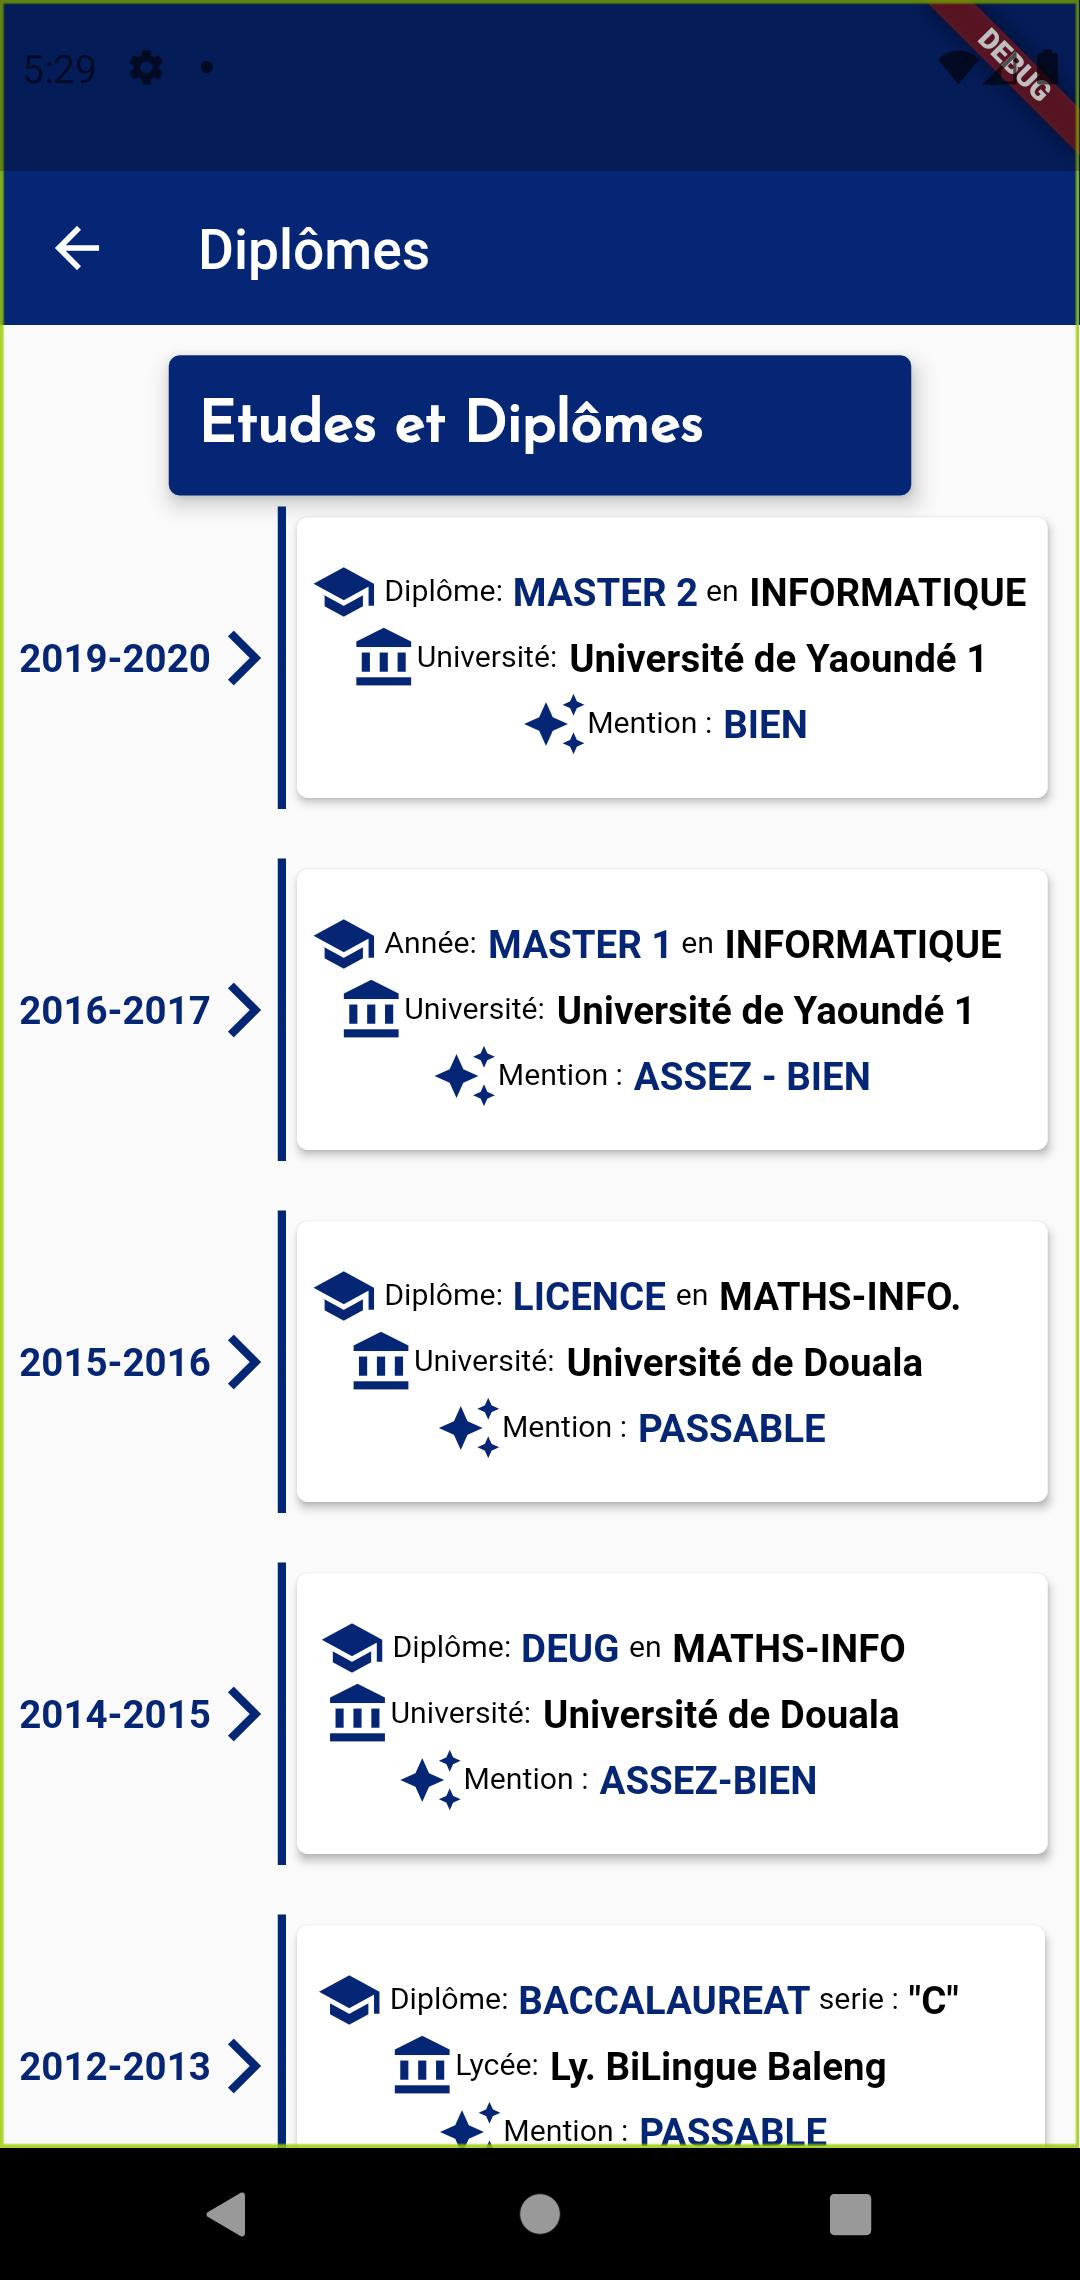 5:29
DEBUG
Diplômes
Etudes et Diplômes
2019-2020
Diplôme: MASTER 2 en INFORMATIQUE
Université: Université de Yaoundé 1
Mention : BIEN
2016-2017
Année: MASTER 1 en INFORMATIQUE
Université: Université de Yaoundé 1
Mention : ASSEZ - BIEN
2015-2016
Diplôme: LICENCE en MATHS-INFO.
Université: Université de Douala
Mention : PASSABLE
2014-2015
Diplôme: DEUG en MATHS-INFO
Université: Université de Douala
Mention : ASSEZ-BIEN
2012-2013
Diplôme: BACCALAUREAT serie : "C"
Lycée: Ly. BiLingue Baleng
Mention : PASSABLE